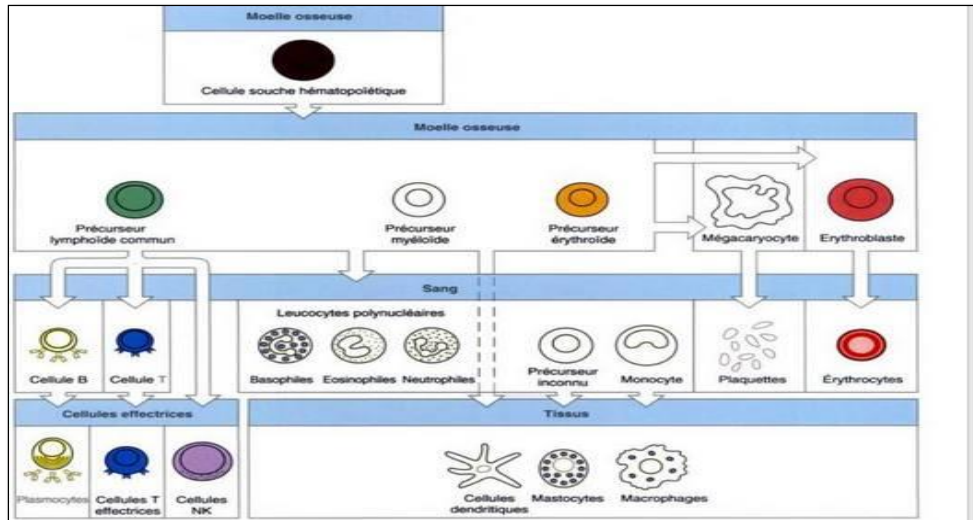 Moelle osseuse
Cellule souche hématopoïétique
Moelle osseuse
Précurseur
lymphoïde commun
Précurseur
myéloïde
Précurseur
érythroïde
Mégacaryocyte
Erythroblaste
Sang
Leucocytes polynucléaires
Cellule B
Cellule T
Basophiles
Eosinophiles
Neutrophiles
Précurseur
inconnu
Monocyte
Plaquettes
Érythrocytes
Cellules effectrices
Tissus
Plasmocytes
Cellules T
effectrices
Cellules
NK
Cellules
dendritiques
Mastocytes
Macrophages